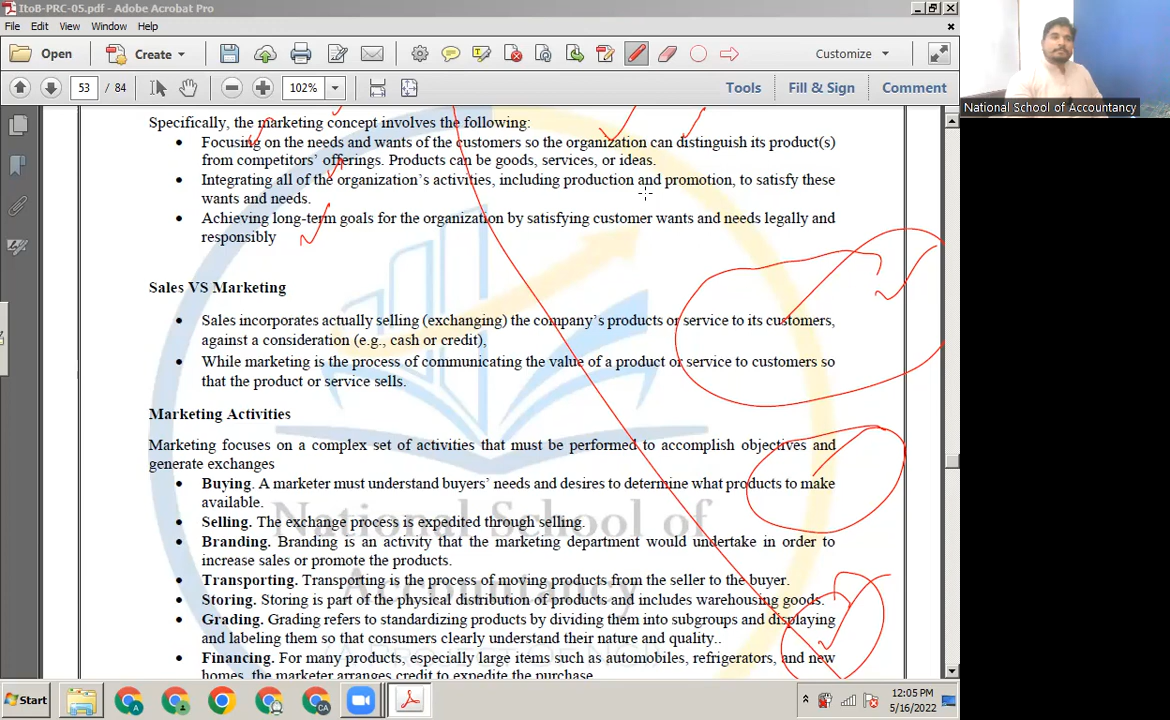 ItoB-PRC-05.pdf - Adobe Acrobat Pro
File Edit View Window Help
Open Create Customize
53 / 84 102% Tools Fill & Sign Comment
National School of Accountancy
Specifically, the marketing concept involves the following:
• Focusing on the needs and wants of the customers so the organization can distinguish its product(s)
from competitors' offerings. Products can be goods, services, or ideas.
• Integrating all of the organization's activities, including production and promotion, to satisfy these
wants and needs.
• Achieving long-term goals for the organization by satisfying customer wants and needs legally and
responsibly
Sales VS Marketing
• Sales incorporates actually selling (exchanging) the company's products or service to its customers,
against a consideration (e.g., cash or credit),
• While marketing is the process of communicating the value of a product or service to customers so
that the product or service sells.
Marketing Activities
Marketing focuses on a complex set of activities that must be performed to accomplish objectives and
generate exchanges
• Buying. A marketer must understand buyers' needs and desires to determine what products to make
available.
National School of
• Selling. The exchange process is expedited through selling.
• Branding. Branding is an activity that the marketing department would undertake in order to
increase sales or promote the products.
Accountancy
• Transporting. Transporting is the process of moving products from the seller to the buyer.
• Storing. Storing is part of the physical distribution of products and includes warehousing goods.
• Grading. Grading refers to standardizing products by dividing them into subgroups and displaying
and labeling them so that consumers clearly understand their nature and quality..
• Financing. For many products, especially large items such as automobiles, refrigerators, and new
homes, the marketer arranges credit to expedite the purchase.
Start
12:05 PM
5/16/2022